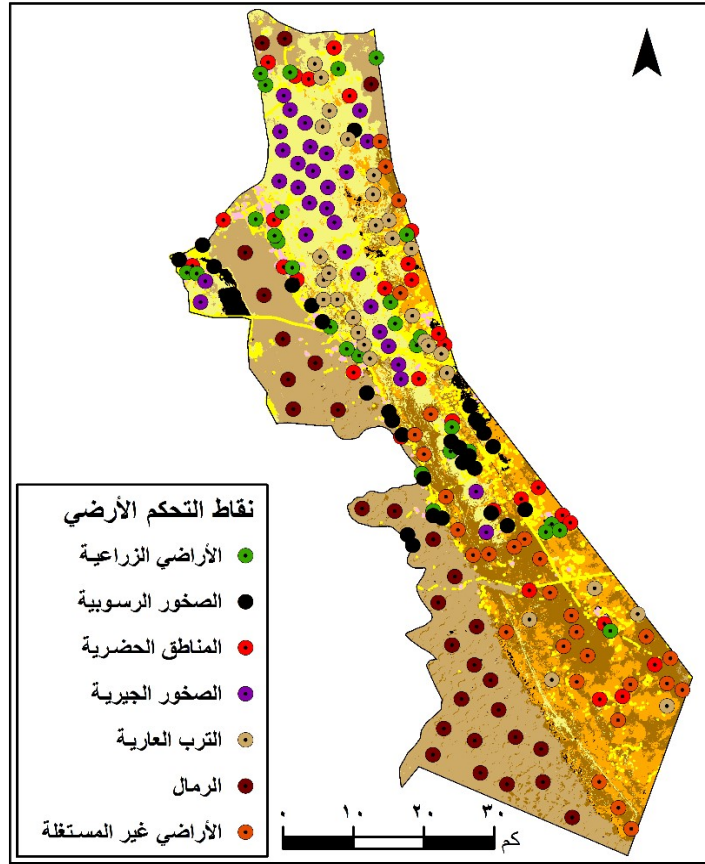 نقاط التحكم الأرضي
الأراضي الزراعية
الصخور الرسوبية
المناطق الحضرية
الصخور الجيرية
الترب العارية
الرمال
الأراضي غير المستغلة
٠ ١٠ ٢٠ ٣٠
كم